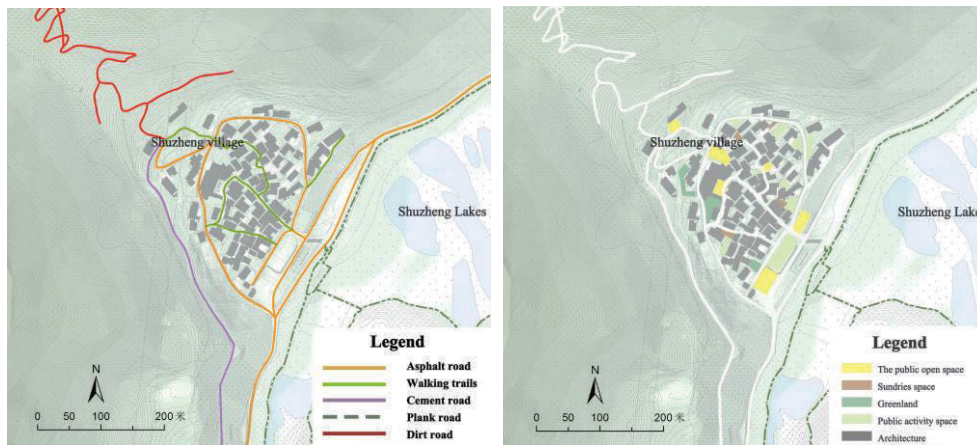 Shuzheng village
Shuzheng Lakes
N
0 50 100 200 米
Legend
Asphalt road
Walking trails
Cement road
Plank road
Dirt road
Shuzheng village
Shuzheng Lakes
N
0 50 100 200 米
Legend
The public open space
Sundries space
Greenland
Public activity space
Architecture